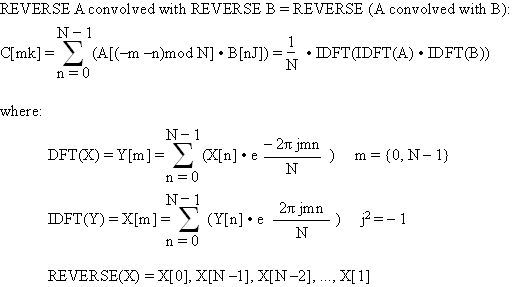 REVERSE A convolved with REVERSE B = REVERSE (A convolved with B):
N – 1
C[mk] = ∑ (A[(–m –n)mod N] • B[nJ]) = 1/N • IDFT(IDFT(A) • IDFT(B))
n = 0
where:
N – 1
DFT(X) = Y[m] = ∑ (X[n] • e – 2π jmn / N ) m = {0, N – 1}
n = 0
N – 1
IDFT(Y) = X[m] = ∑ (Y[n] • e 2π jmn / N ) j² = – 1
n = 0
REVERSE(X) = X[0], X[N –1], X[N –2], ..., X[1]